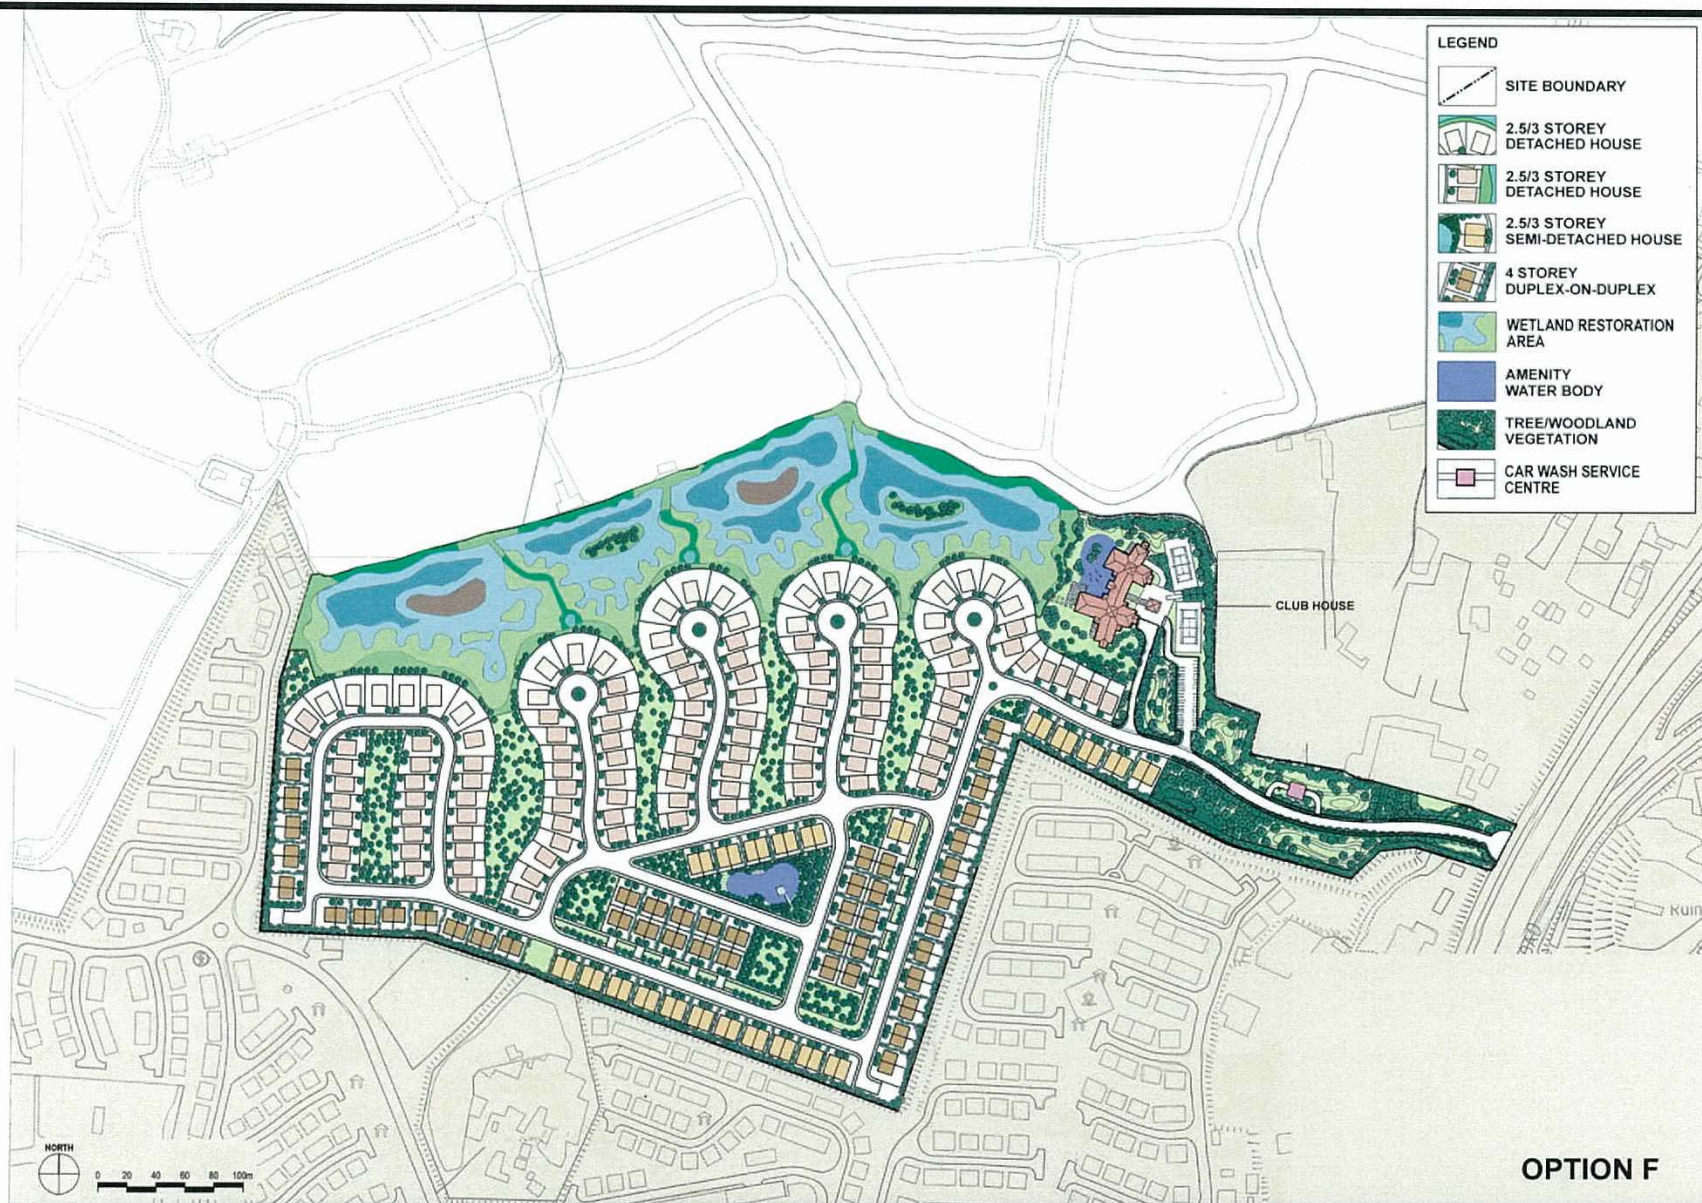 LEGEND
SITE BOUNDARY
2.5/3 STOREY
DETACHED HOUSE
2.5/3 STOREY
DETACHED HOUSE
2.5/3 STOREY
SEMI-DETACHED HOUSE
4 STOREY
DUPLEX-ON-DUPLEX
WETLAND RESTORATION
AREA
AMENITY
WATER BODY
TREE/WOODLAND
VEGETATION
CAR WASH SERVICE
CENTRE
CLUB HOUSE
Ruin
NORTH
0 20 40 60 80 100m
OPTION F